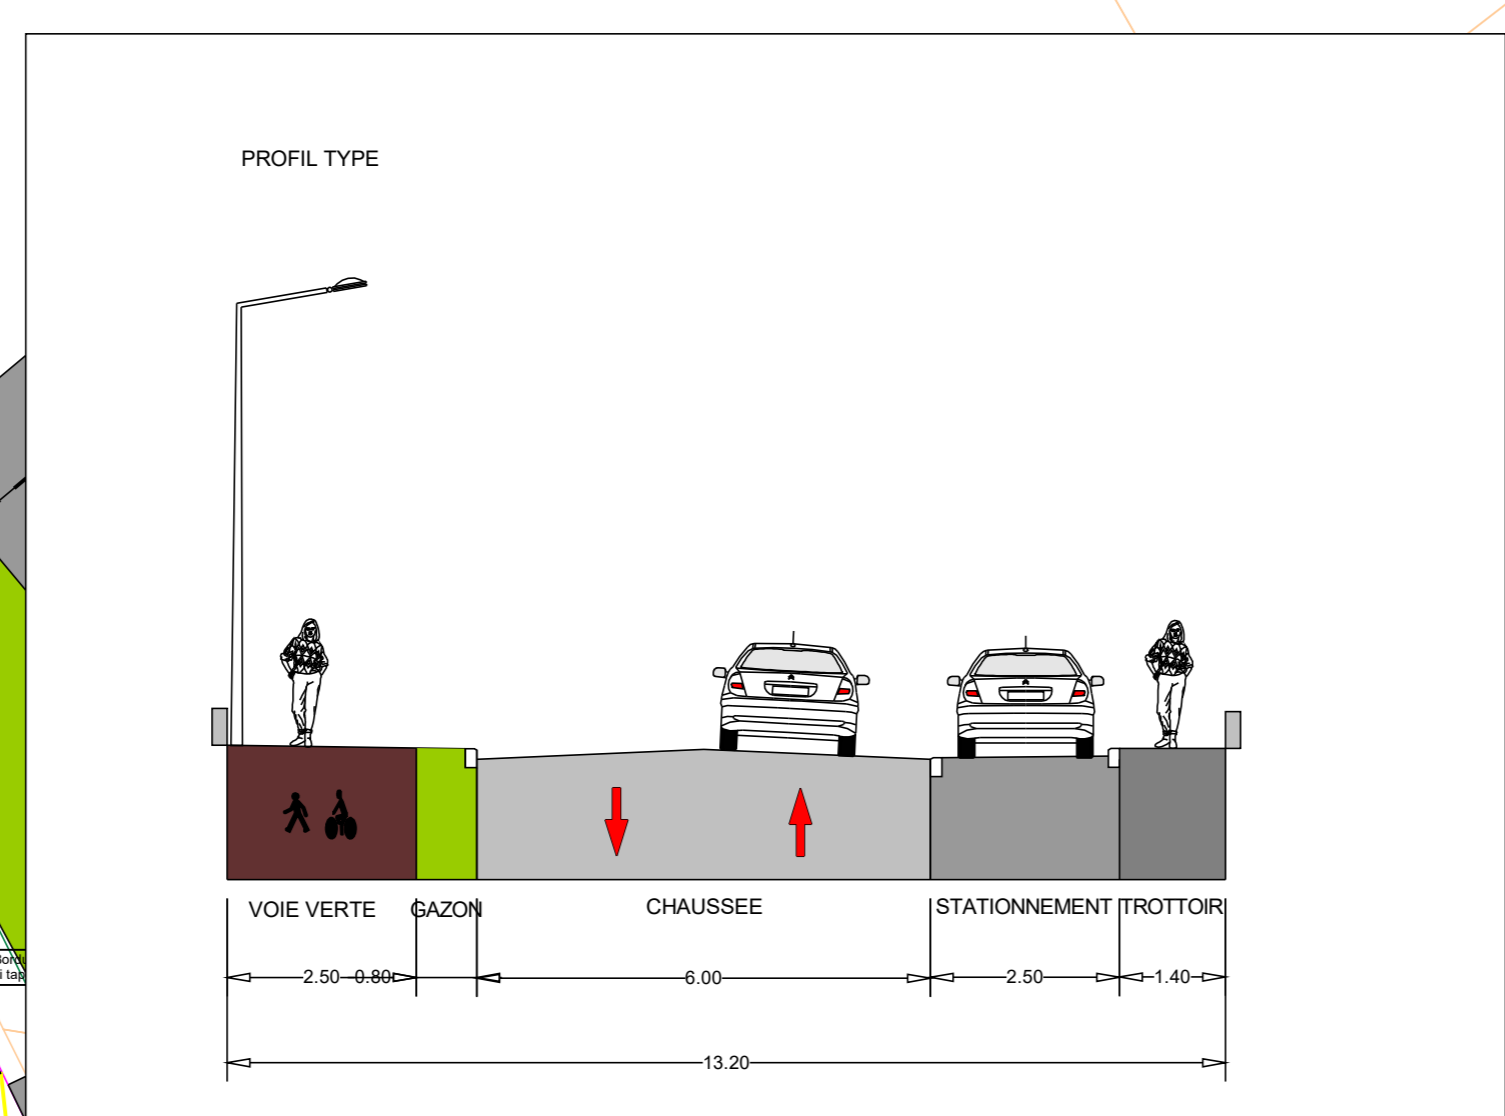 PROFIL TYPE
VOIE VERTE GAZON CHAUSSEE STATIONNEMENT TROTTOIR
2.50 0.80 6.00 2.50 1.40
13.20